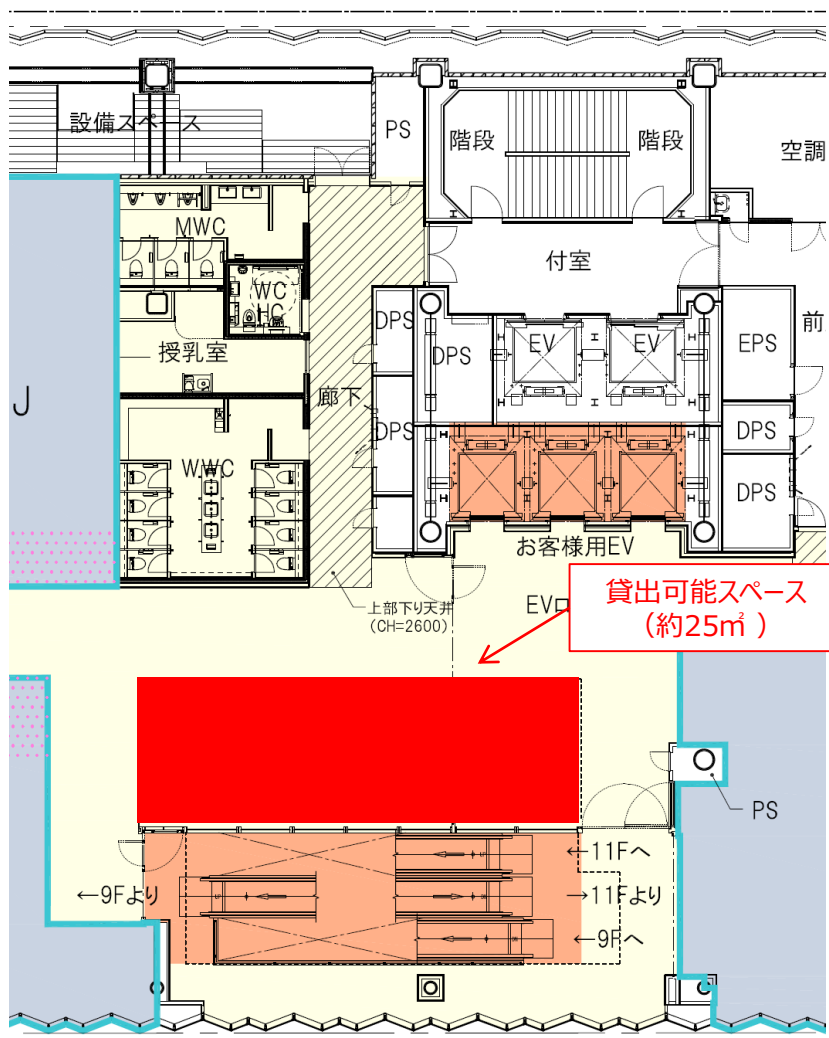 設備スペース
PS
階段
階段
空調
MWC
付室
WC
HC
DPS
DPS
EV
EV
EPS
前
授乳室
J
廊下
DPS
DPS
WWC
DPS
お客様用EV
上部下り天井
(CH=2600)
EVロ
貸出可能スペース
(約25㎡ )
PS
←11Fへ
←9Fより
→11Fより
←9Fへ